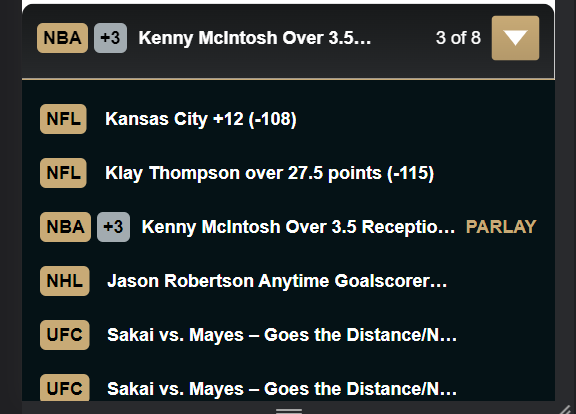 NBA +3 Kenny McIntosh Over 3.5... 3 of 8
NFL Kansas City +12 (-108)
NFL Klay Thompson over 27.5 points (-115)
NBA +3 Kenny McIntosh Over 3.5 Receptio... PARLAY
NHL Jason Robertson Anytime Goalscorer...
UFC Sakai vs. Mayes – Goes the Distance/N...
UFC Sakai vs. Mayes – Goes the Distance/N...